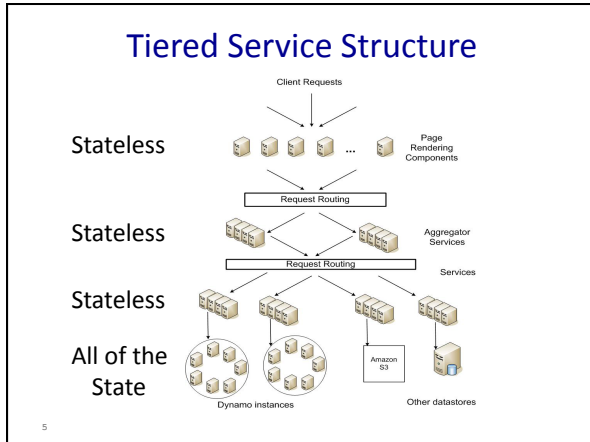 Tiered Service Structure
Client Requests
Stateless
...
Page
Rendering
Components
Request Routing
Stateless
Aggregator
Services
Request Routing
Services
Stateless
All of the
State
Amazon
S3
Dynamo instances
Other datastores
5